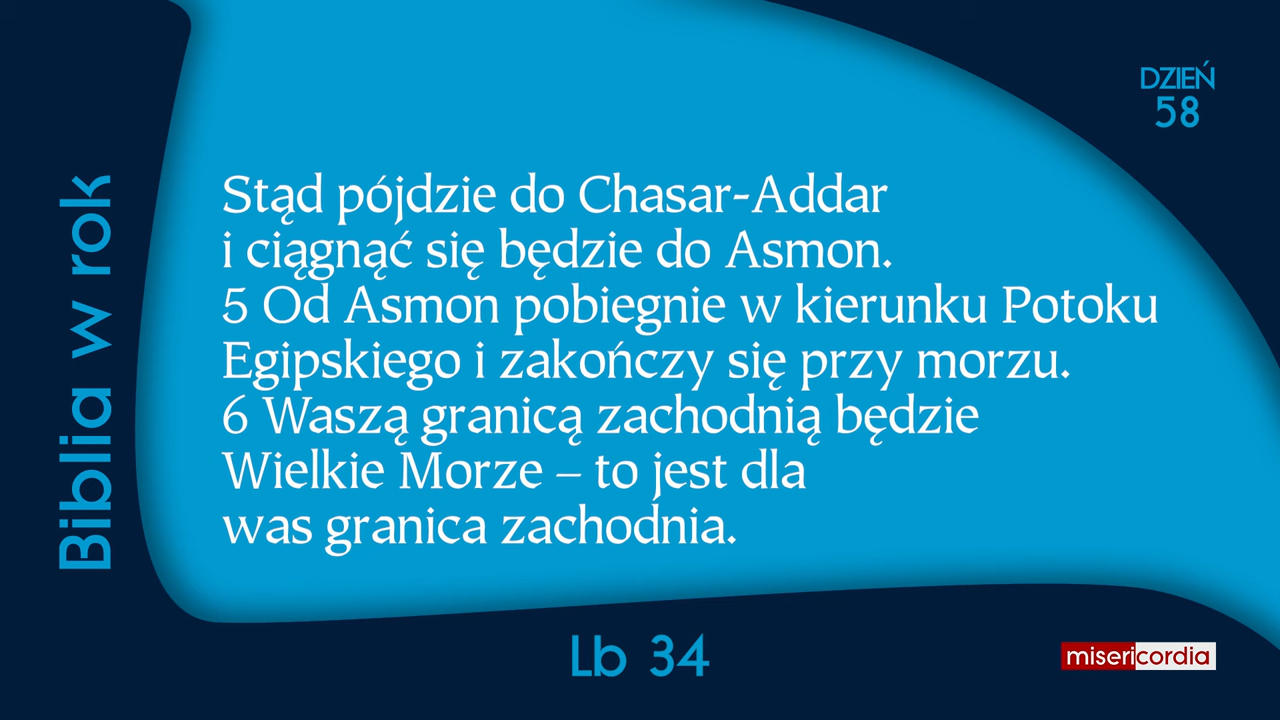 DZIEŃ
58
Biblia w rok
Stąd pójdzie do Chasar-Addar
i ciągnąć się będzie do Asmon.
5 Od Asmon pobiegnie w kierunku Potoku
Egipskiego i zakończy się przy morzu.
6 Waszą granicą zachodnią będzie
Wielkie Morze – to jest dla
was granica zachodnia.
Lb 34
misericordia